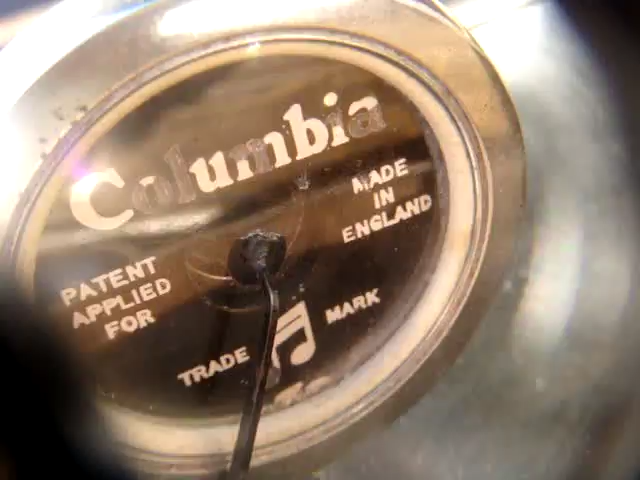 Columbia
MADE
IN
ENGLAND
PATENT
APPLIED
FOR
TRADE MARK